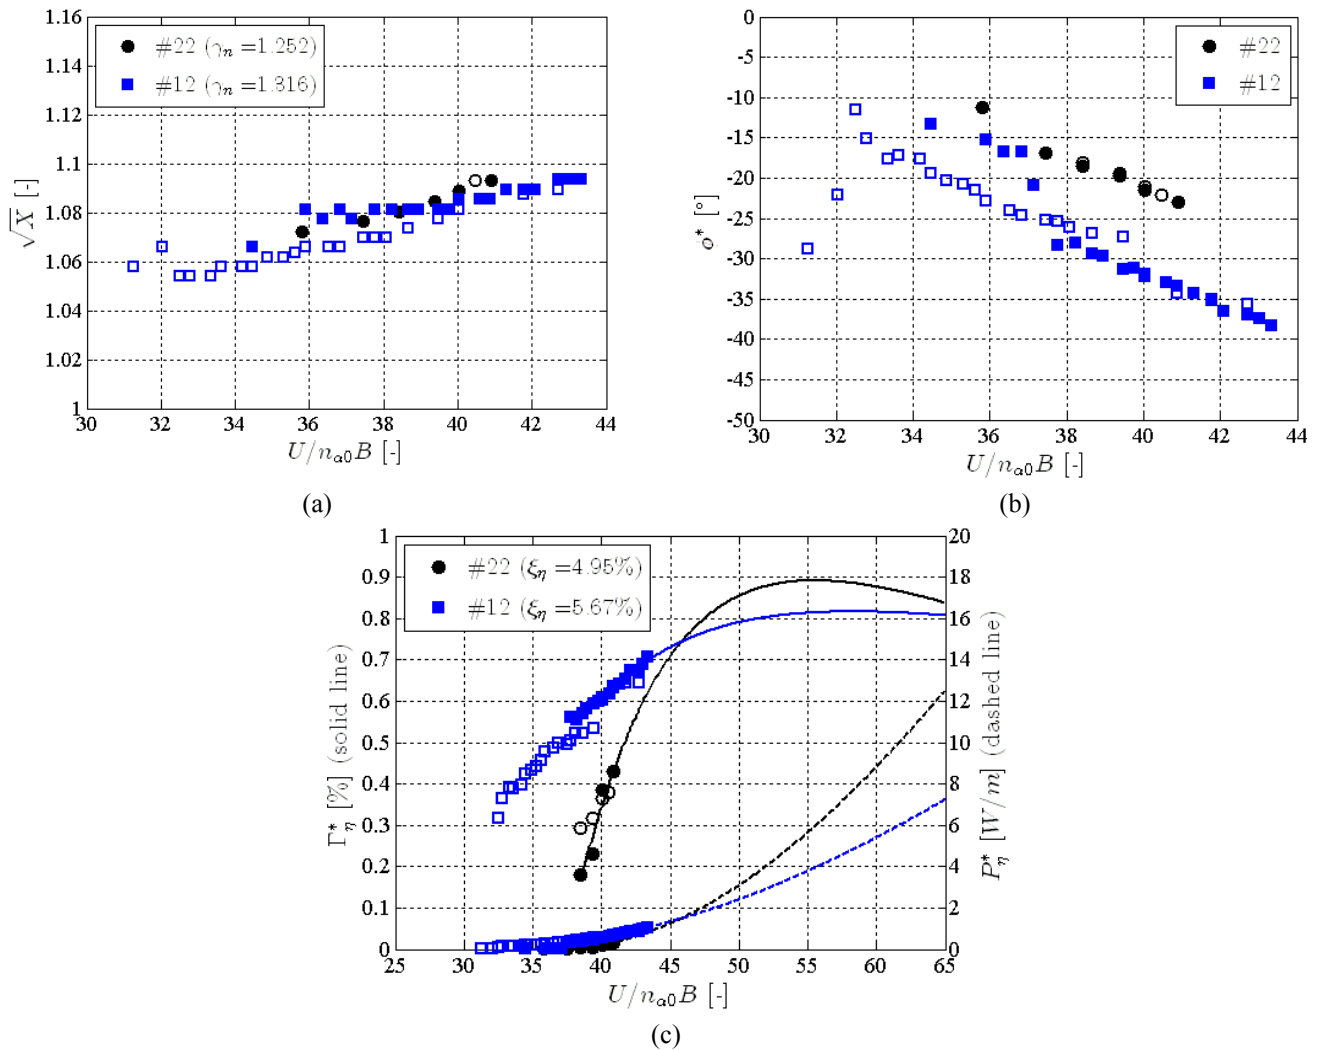 1.16
1.14
1.12
1.1
1.08
1.06
1.04
1.02
1
√X [-]
#22 (γn =1.252)
#12 (γn =1.316)
30 32 34 36 38 40 42 44
U/nα0B [-]
(a)
0
-5
-10
-15
-20
-25
-30
-35
-40
-45
-50
ϕ* [°]
#22
#12
30 32 34 36 38 40 42 44
U/nα0B [-]
(b)
1
0.9
0.8
0.7
0.6
0.5
0.4
0.3
0.2
0.1
0
Γ*η [%] (solid line)
#22 (ξη =4.95%)
#12 (ξη =5.67%)
20
18
16
14
12
10
8
6
4
2
0
P*η [W/m] (dashed line)
25 30 35 40 45 50 55 60 65
U/nα0B [-]
(c)